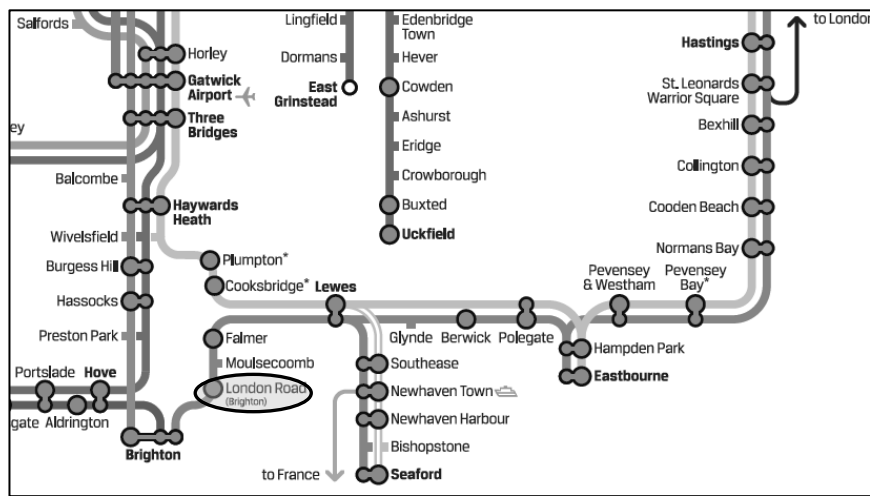 Salfords
Horley
Gatwick
Airport
Three
Bridges
ey
Balcombe
Haywards
Heath
Wivelsfield
Burgess Hill
Hassocks
Preston Park
Portslade
Hove
gate
Aldrington
Brighton
Lingfield
Dormans
East
Grinstead
Edenbridge
Town
Hever
Cowden
Ashurst
Eridge
Crowborough
Buxted
Uckfield
Plumpton*
Cooksbridge*
Lewes
Falmer
Moulsecoomb
London Road
(Brighton)
Glynde
Berwick
Polegate
Southease
Newhaven Town
Newhaven Harbour
Bishopstone
Seaford
to France
to London
Hastings
St. Leonards
Warrior Square
Bexhill
Collington
Cooden Beach
Normans Bay
Pevensey
& Westham
Pevensey
Bay*
Hampden Park
Eastbourne